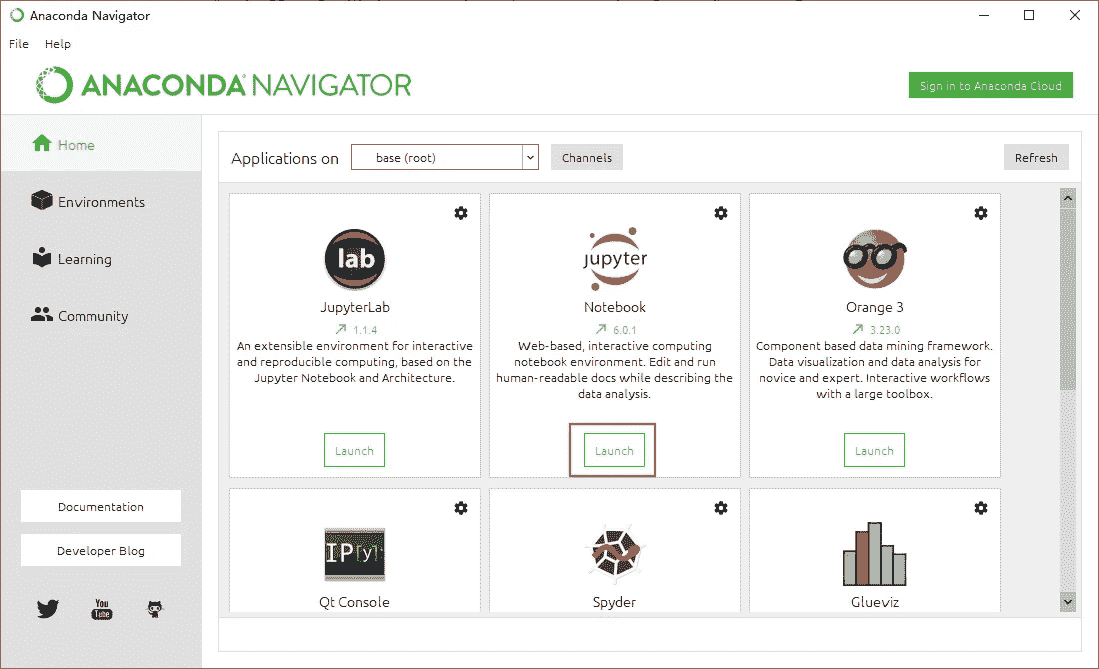 Anaconda Navigator
File Help
ANACONDA NAVIGATOR
Sign in to Anaconda Cloud
Home
Environments
Learning
Community
Documentation
Developer Blog
You
Tube
Applications on base (root) Channels Refresh
lab
JupyterLab
1.1.4
An extensible environment for interactive
and reproducible computing, based on the
Jupyter Notebook and Architecture.
Launch
jupyter
Notebook
6.0.1
Web-based, interactive computing
notebook environment. Edit and run
human-readable docs while describing the
data analysis.
Launch
Orange 3
3.23.0
Component based data mining framework.
Data visualization and data analysis for
novice and expert. Interactive workflows
with a large toolbox.
Launch
IP[y]:
Qt Console
Spyder
Glueviz